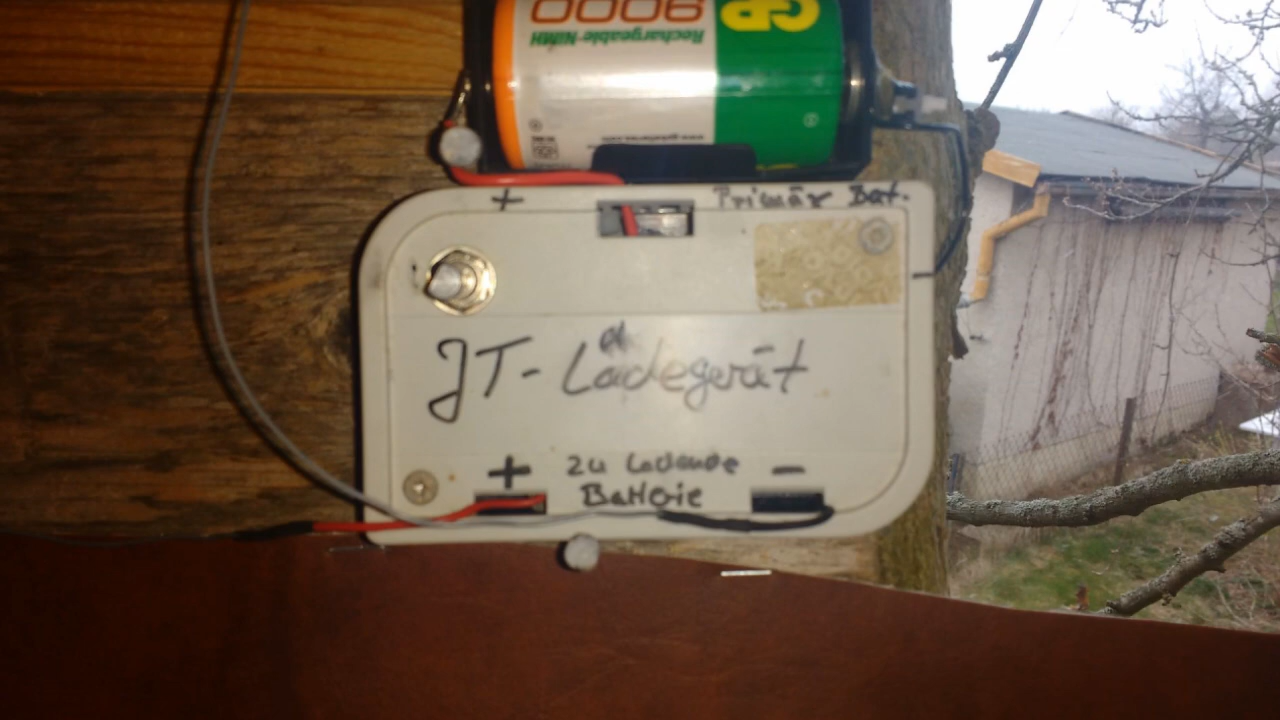 GP
Rechargeable-NiMH
9000
+ Primär Bat. -
JT-Ladegerät
+ zu Ladende -
Batterie